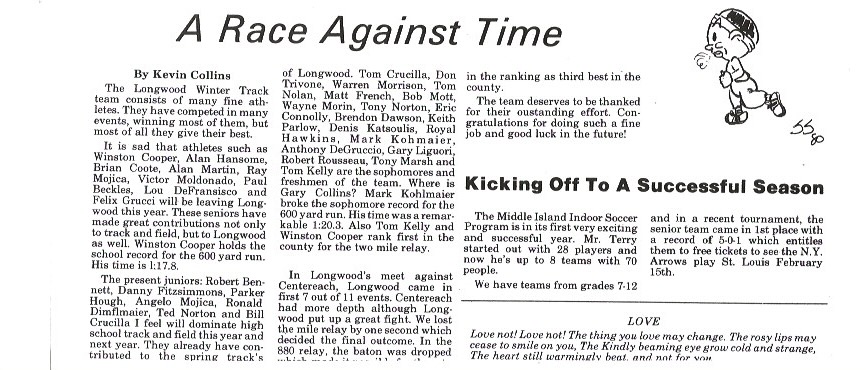 A Race Against Time
By Kevin Collins
The Longwood Winter Track
team consists of many fine ath-
letes. They have competed in many
events, winning most of them, but
most of all they give their best.
It is sad that athletes such as
Winston Cooper, Alan Hansome,
Brian Coote, Alan Martin, Ray
Mojica, Victor Moldonado, Paul
Beckles, Lou DeFransisco and
Felix Grucci will be leaving Long-
wood this year. These seniors have
made great contributions not only
to track and field, but to Longwood
as well. Winston Cooper holds the
school record for the 600 yard run.
His time is 1:17.8.
The present juniors: Robert Ben-
nett, Danny Fitzsimmons, Parker
Hough, Angelo Mojica, Ronald
Dimflmaier, Ted Norton and Bill
Crucilla I feel will dominate high
school track and field this year and
next year. They already have con-
tributed to the spring track's
of Longwood. Tom Crucilla, Don
Trivone, Warren Morrison, Tom
Nolan, Matt French, Bob Mott,
Wayne Morin, Tony Norton, Eric
Connolly, Brendon Dawson, Keith
Parlow, Denis Katsoulis, Royal
Hawkins, Mark Kohmaier,
Anthony DeGruccio, Gary Liguori,
Robert Rousseau, Tony Marsh and
Tom Kelly are the sophomores and
freshmen of the team. Where is
Gary Collins? Mark Kohlmaier
broke the sophomore record for the
600 yard run. His time was a remar-
kable 1:20.3. Also Tom Kelly and
Winston Cooper rank first in the
county for the two mile relay.
In Longwood's meet against
Centereach, Longwood came in
first 7 out of 11 events. Centereach
had more depth although Long-
wood put up a great fight. We lost
the mile relay by one second which
decided the final outcome. In the
880 relay, the baton was dropped
in the ranking as third best in the
county.
The team deserves to be thanked
for their oustanding effort. Con-
gratulations for doing such a fine
job and good luck in the future!
SS
80
Kicking Off To A Successful Season
The Middle Island Indoor Soccer
Program is in its first very exciting
and successful year. Mr. Terry
started out with 28 players and
now he's up to 8 teams with 70
people.
We have teams from grades 7-12
and in a recent tournament, the
senior team came in 1st place with
a record of 5-0-1 which entitles
them to free tickets to see the N.Y.
Arrows play St. Louis February
15th.
LOVE
Love not! Love not! The thing you love may change. The rosy lips may
cease to smile on you, The Kindly beaming eye grow cold and strange,
The heart still warmingly beat, and not for you